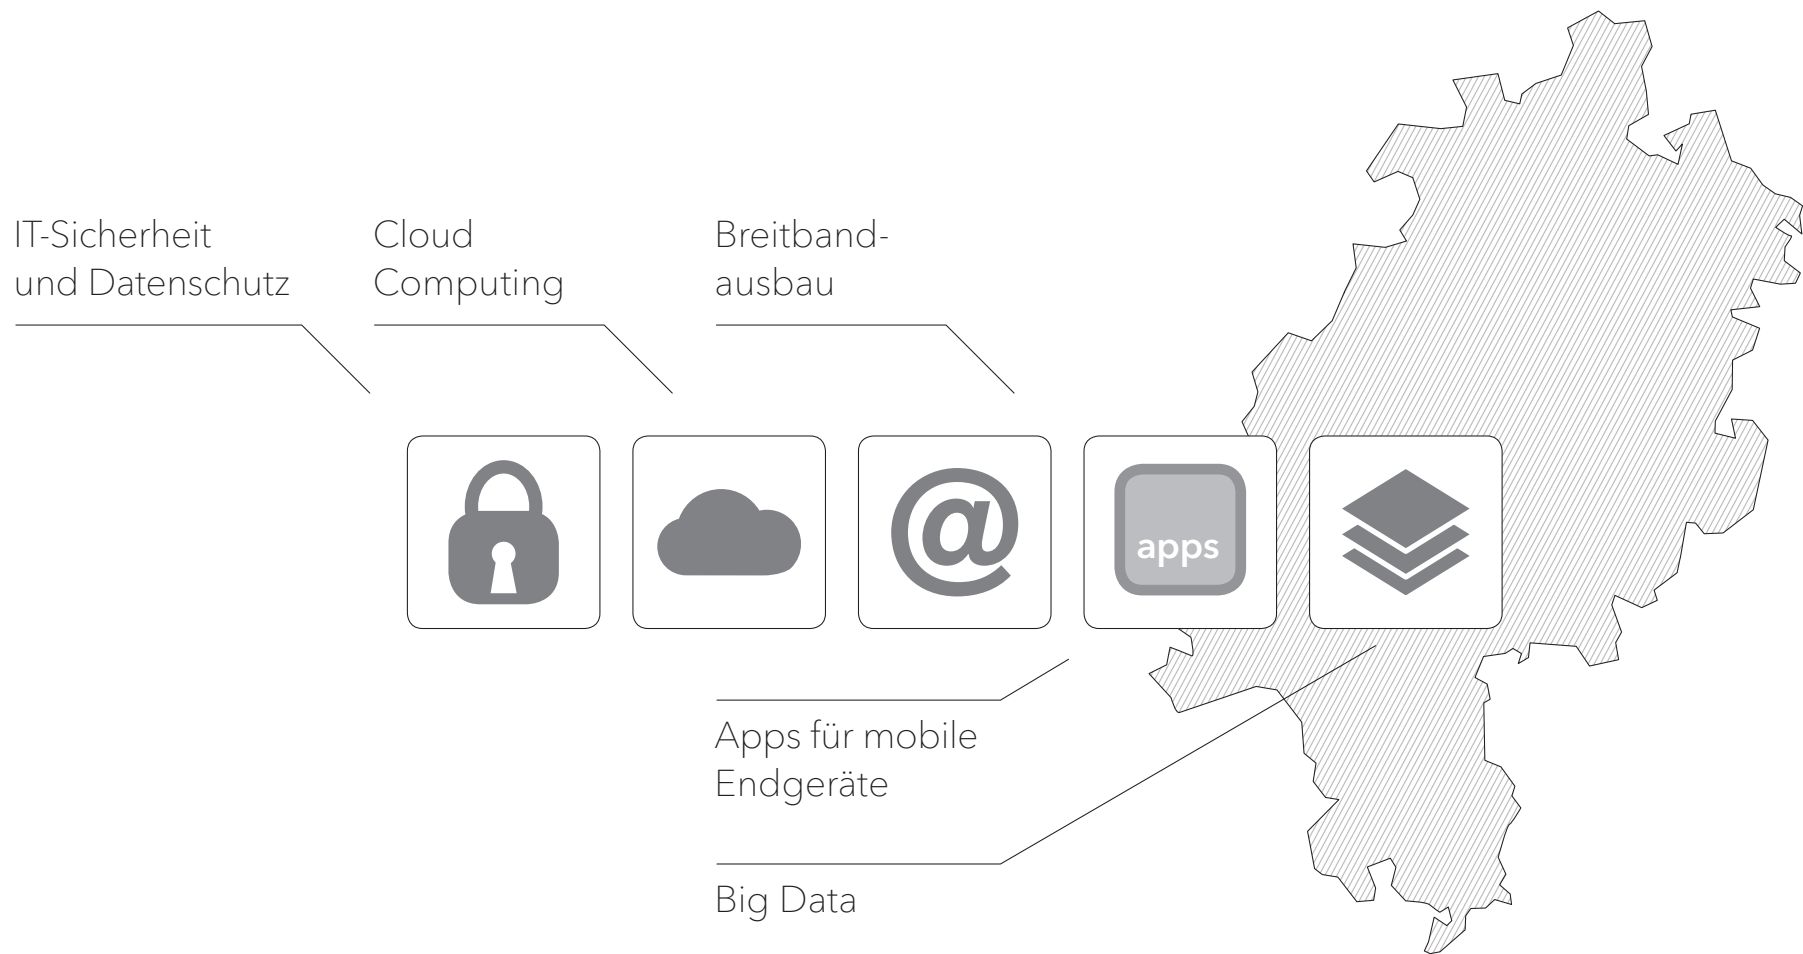 IT-Sicherheit
und Datenschutz
Cloud
Computing
Breitband-
ausbau
@
apps
Apps für mobile
Endgeräte
Big Data